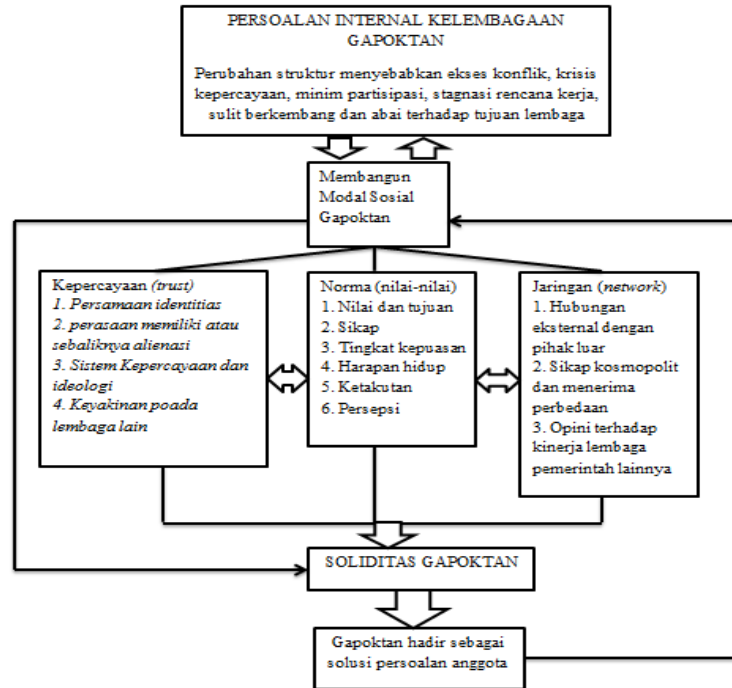 PERSOALAN INTERNAL KELEMBAGAAN
GAPOKTAN
Perubahan struktur menyebabkan ekses konflik, krisis
kepercayaan, minim partisipasi, stagnasi rencana kerja,
sulit berkembang dan abai terhadap tujuan lembaga
Membangun
Modal Sosial
Gapoktan
Kepercayaan (trust)
1. Persamaan identitias
2. perasaan memiliki atau
sebaliknya alienasi
3. Sistem Kepercayaan dan
ideologi
4. Keyakinan poada
lembaga lain
Norma (nilai-nilai)
1. Nilai dan tujuan
2. Sikap
3. Tingkat kepuasan
4. Harapan hidup
5. Ketakutan
6. Persepsi
Jaringan (network)
1. Hubungan
eksternal dengan
pihak luar
2. Sikap kosmopolit
dan menerima
perbedaan
3. Opini terhadap
kinerja lembaga
pemerintah lainnya
SOLIDITAS GAPOKTAN
Gapoktan hadir sebagai
solusi persoalan anggota